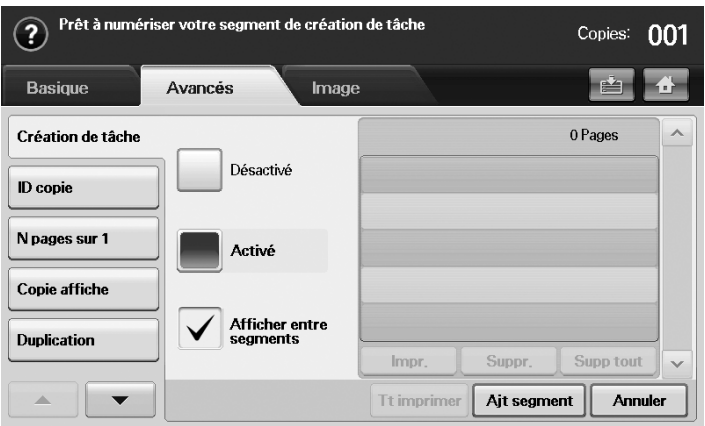 ?
Prêt à numériser votre segment de création de tâche
Copies: 001
Basique
Avancés
Image
Création de tâche
0 Pages
ID copie
Désactivé
N pages sur 1
Activé
Copie affiche
Duplication
Afficher entre
segments
Impr.
Suppr.
Supp tout
Tt imprimer
Ajt segment
Annuler